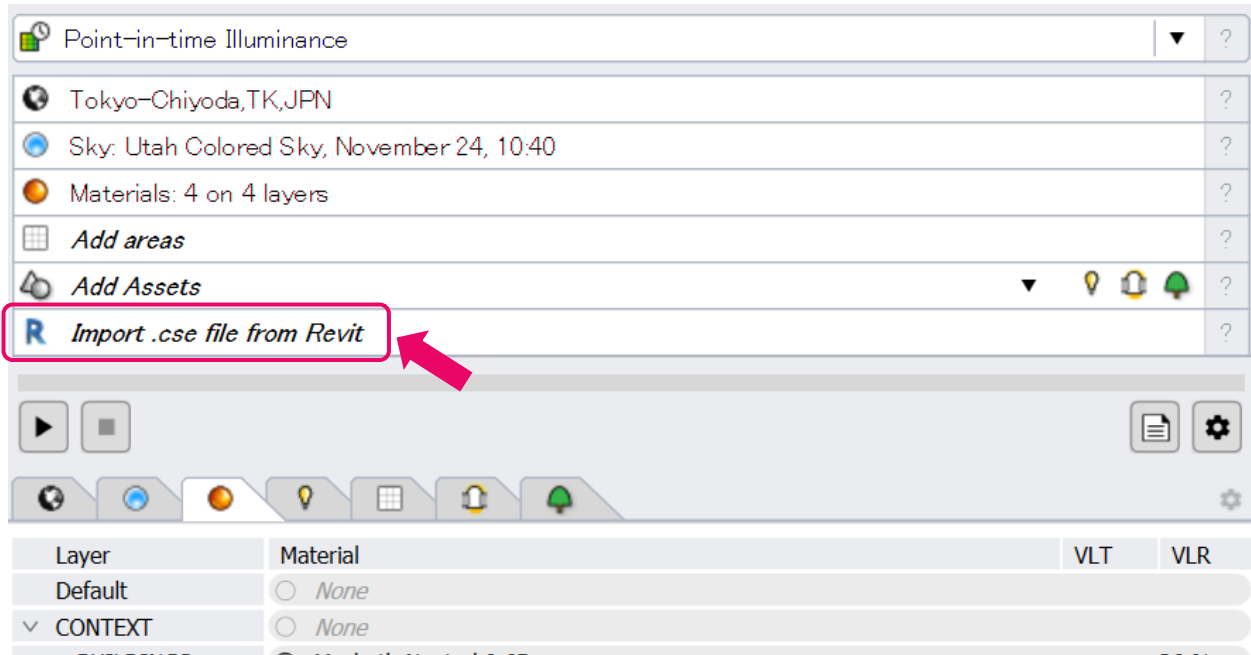 Point-in-time Illuminance ?
Tokyo-Chiyoda,TK,JPN ?
Sky: Utah Colored Sky, November 24, 10:40 ?
Materials: 4 on 4 layers ?
Add areas ?
Add Assets ?
R Import .cse file from Revit ?
Layer Material VLT VLR
Default None
CONTEXT None